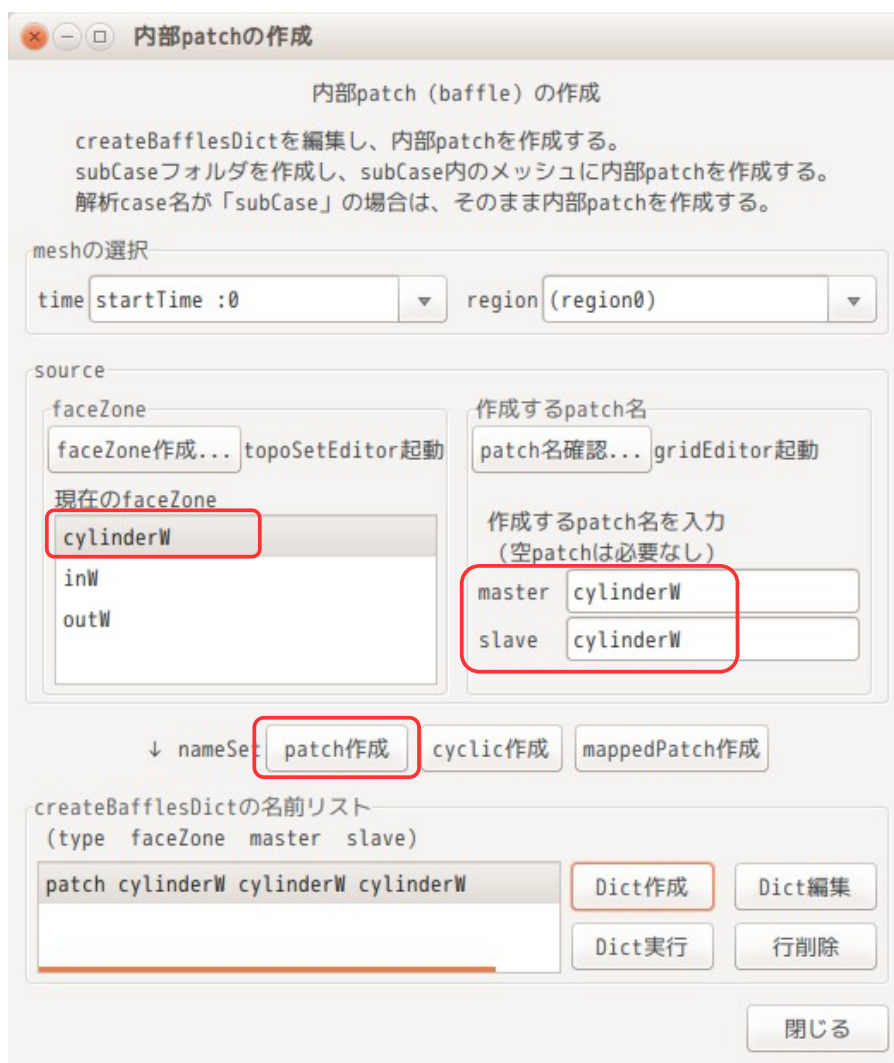 内部patchの作成
内部patch (baffle) の作成
createBafflesDictを編集し、内部patchを作成する。
subCaseフォルダを作成し、subCase内のメッシュに内部patchを作成する。
解析case名が「subCase」の場合は、そのまま内部patchを作成する。
meshの選択
time startTime :0 region (region0)
source
faceZone
faceZone作成... topoSetEditor起動
現在のfaceZone
cylinderW
inW
outW
作成するpatch名
patch名確認... gridEditor起動
作成するpatch名を入力
(空patchは必要なし)
master cylinderW
slave cylinderW
↓ nameSet patch作成 cyclic作成 mappedPatch作成
createBafflesDictの名前リスト
(type faceZone master slave)
patch cylinderW cylinderW cylinderW
Dict作成 Dict編集
Dict実行 行削除
閉じる